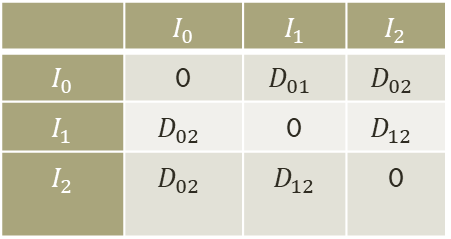 I₀ I₁ I₂
I₀ 0 D₀₁ D₀₂
I₁ D₀₂ 0 D₁₂
I₂ D₀₂ D₁₂ 0